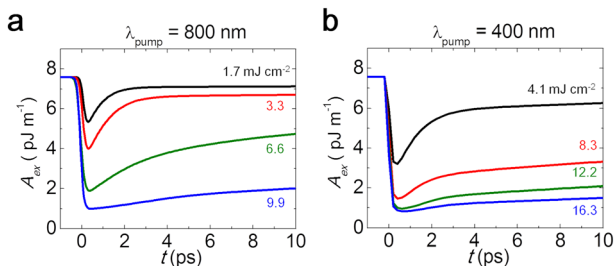 a
λpump = 800 nm
8
6
4
2
0
Aex ( pJ m⁻¹)
1.7 mJ cm⁻²
3.3
6.6
9.9
0 2 4 6 8 10
t (ps)
b
λpump = 400 nm
8
6
4
2
0
Aex ( pJ m⁻¹)
4.1 mJ cm⁻²
8.3
12.2
16.3
0 2 4 6 8 10
t (ps)